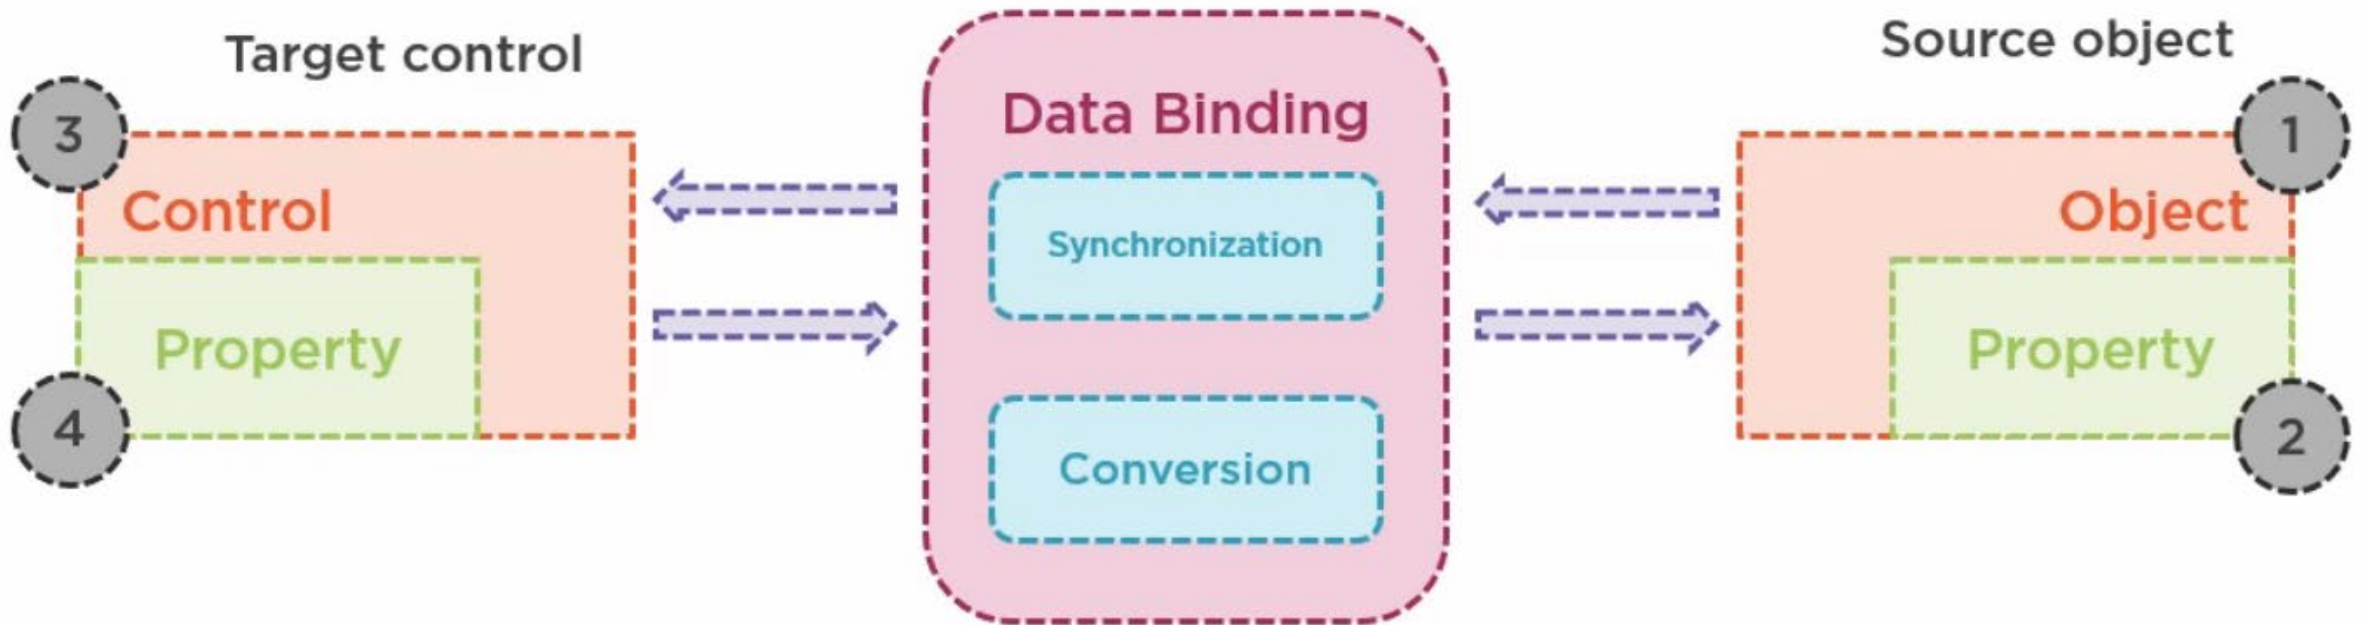 Target control
3
Control
Property
4
Data Binding
Synchronization
Conversion
Source object
1
Object
Property
2